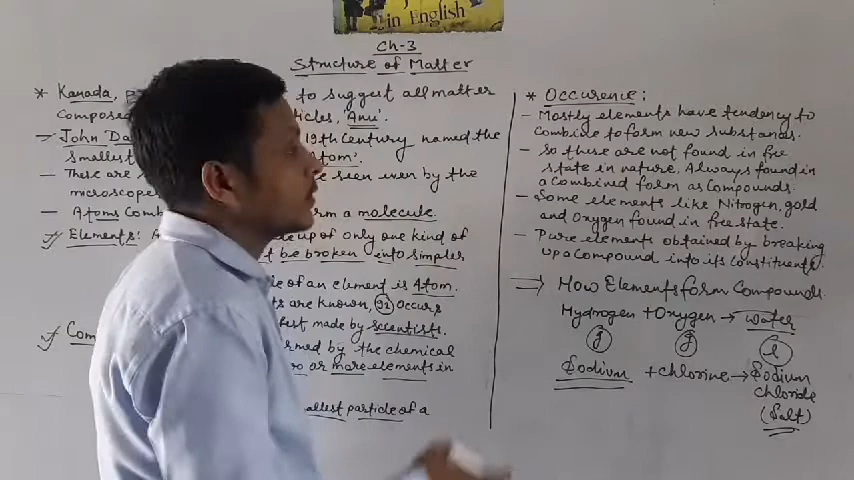 in English
Ch-3
Structure of Matter
* Kanada, to suggest all matter
Compose ticles, 'Anu'.
John Da 19th Century named the
smallest Atom'.
- These are seen even by the
microscope
- Atoms Comb rm a molecule.
Elements: A de up of only one kind of
t be broken into simpler
le of an element is Atom.
ts are known, 92 Occurs
est made by scientists.
Com rmed by the chemical
o or more elements in
allest particle of a
* Occurence:
- Mostly elements have tendency to
Combine to form new substances.
- So these are not found in free
state in nature. Always found in
a Combined form as Compounds.
- Some elements like Nitrogen, gold
and Oxygen found in free state.
- Pure elements obtained by breaking
up a Compound into its Constituents.
⇒ How Elements form Compounds.
Hydrogen + Oxygen → Water
g g l
Sodium + chlorine → Sodium
chloride
(Salt)